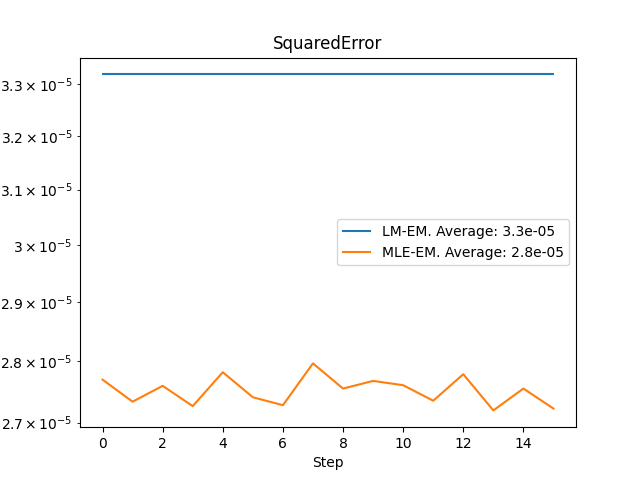 SquaredError
3.3 × 10⁻⁵
3.2 × 10⁻⁵
3.1 × 10⁻⁵
3 × 10⁻⁵
2.9 × 10⁻⁵
2.8 × 10⁻⁵
2.7 × 10⁻⁵
LM-EM. Average: 3.3e-05
MLE-EM. Average: 2.8e-05
0 2 4 6 8 10 12 14
Step